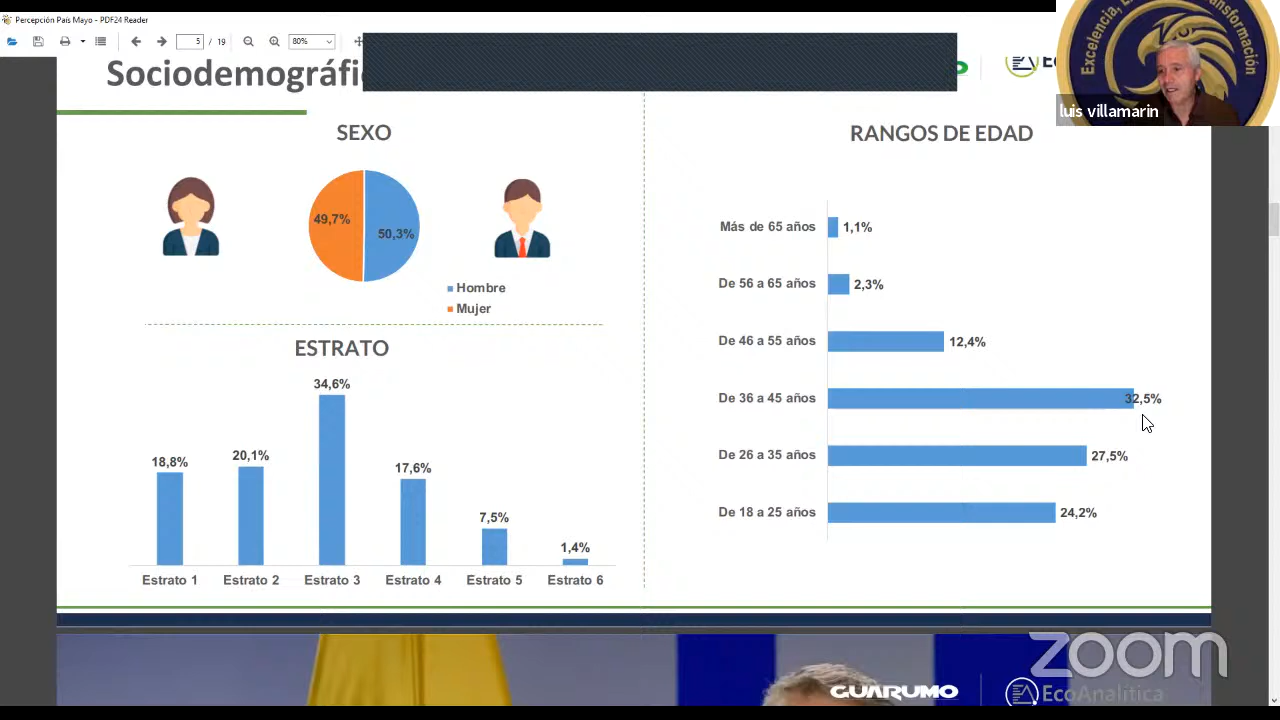 Percepción País Mayo - PDF24 Reader
5 / 19
80%
Sociodemográfi
SEXO
49,7%
50,3%
Hombre
Mujer
ESTRATO
34,6%
18,8%
20,1%
17,6%
7,5%
1,4%
Estrato 1
Estrato 2
Estrato 3
Estrato 4
Estrato 5
Estrato 6
RANGOS DE EDAD
Más de 65 años
1,1%
De 56 a 65 años
2,3%
De 46 a 55 años
12,4%
De 36 a 45 años
32,5%
De 26 a 35 años
27,5%
De 18 a 25 años
24,2%
Excelencia,
luis villamarin
zoom
GUARUMO
EcoAnalítica